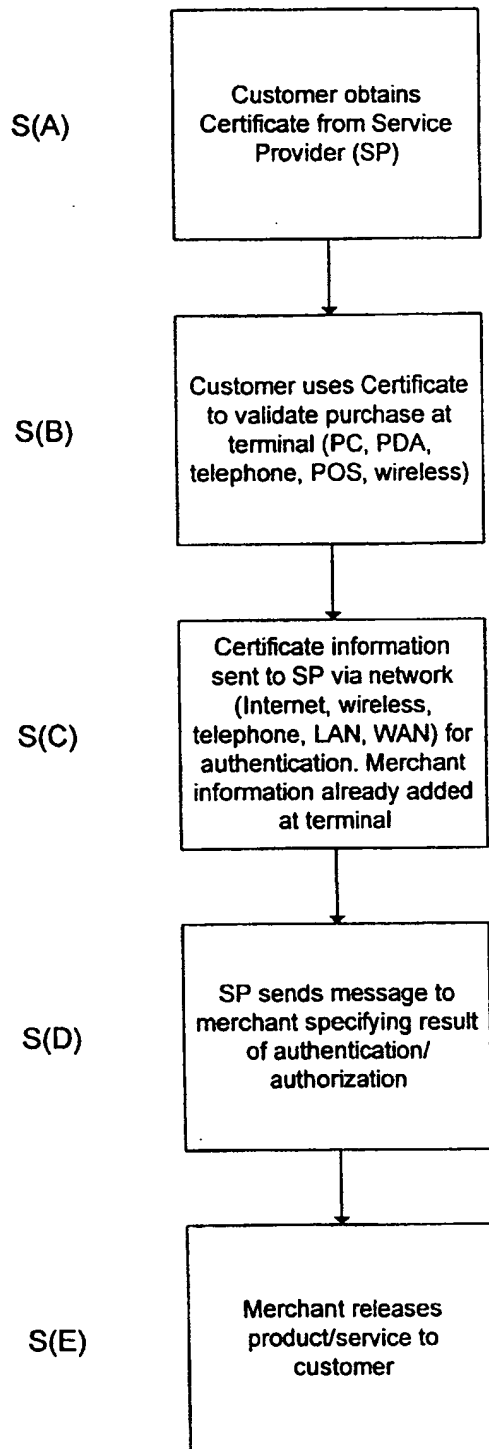 S(A)
Customer obtains
Certificate from Service
Provider (SP)
S(B)
Customer uses Certificate
to validate purchase at
terminal (PC, PDA,
telephone, POS, wireless)
S(C)
Certificate information
sent to SP via network
(Internet, wireless,
telephone, LAN, WAN) for
authentication. Merchant
information already added
at terminal
S(D)
SP sends message to
merchant specifying result
of authentication/
authorization
S(E)
Merchant releases
product/service to
customer